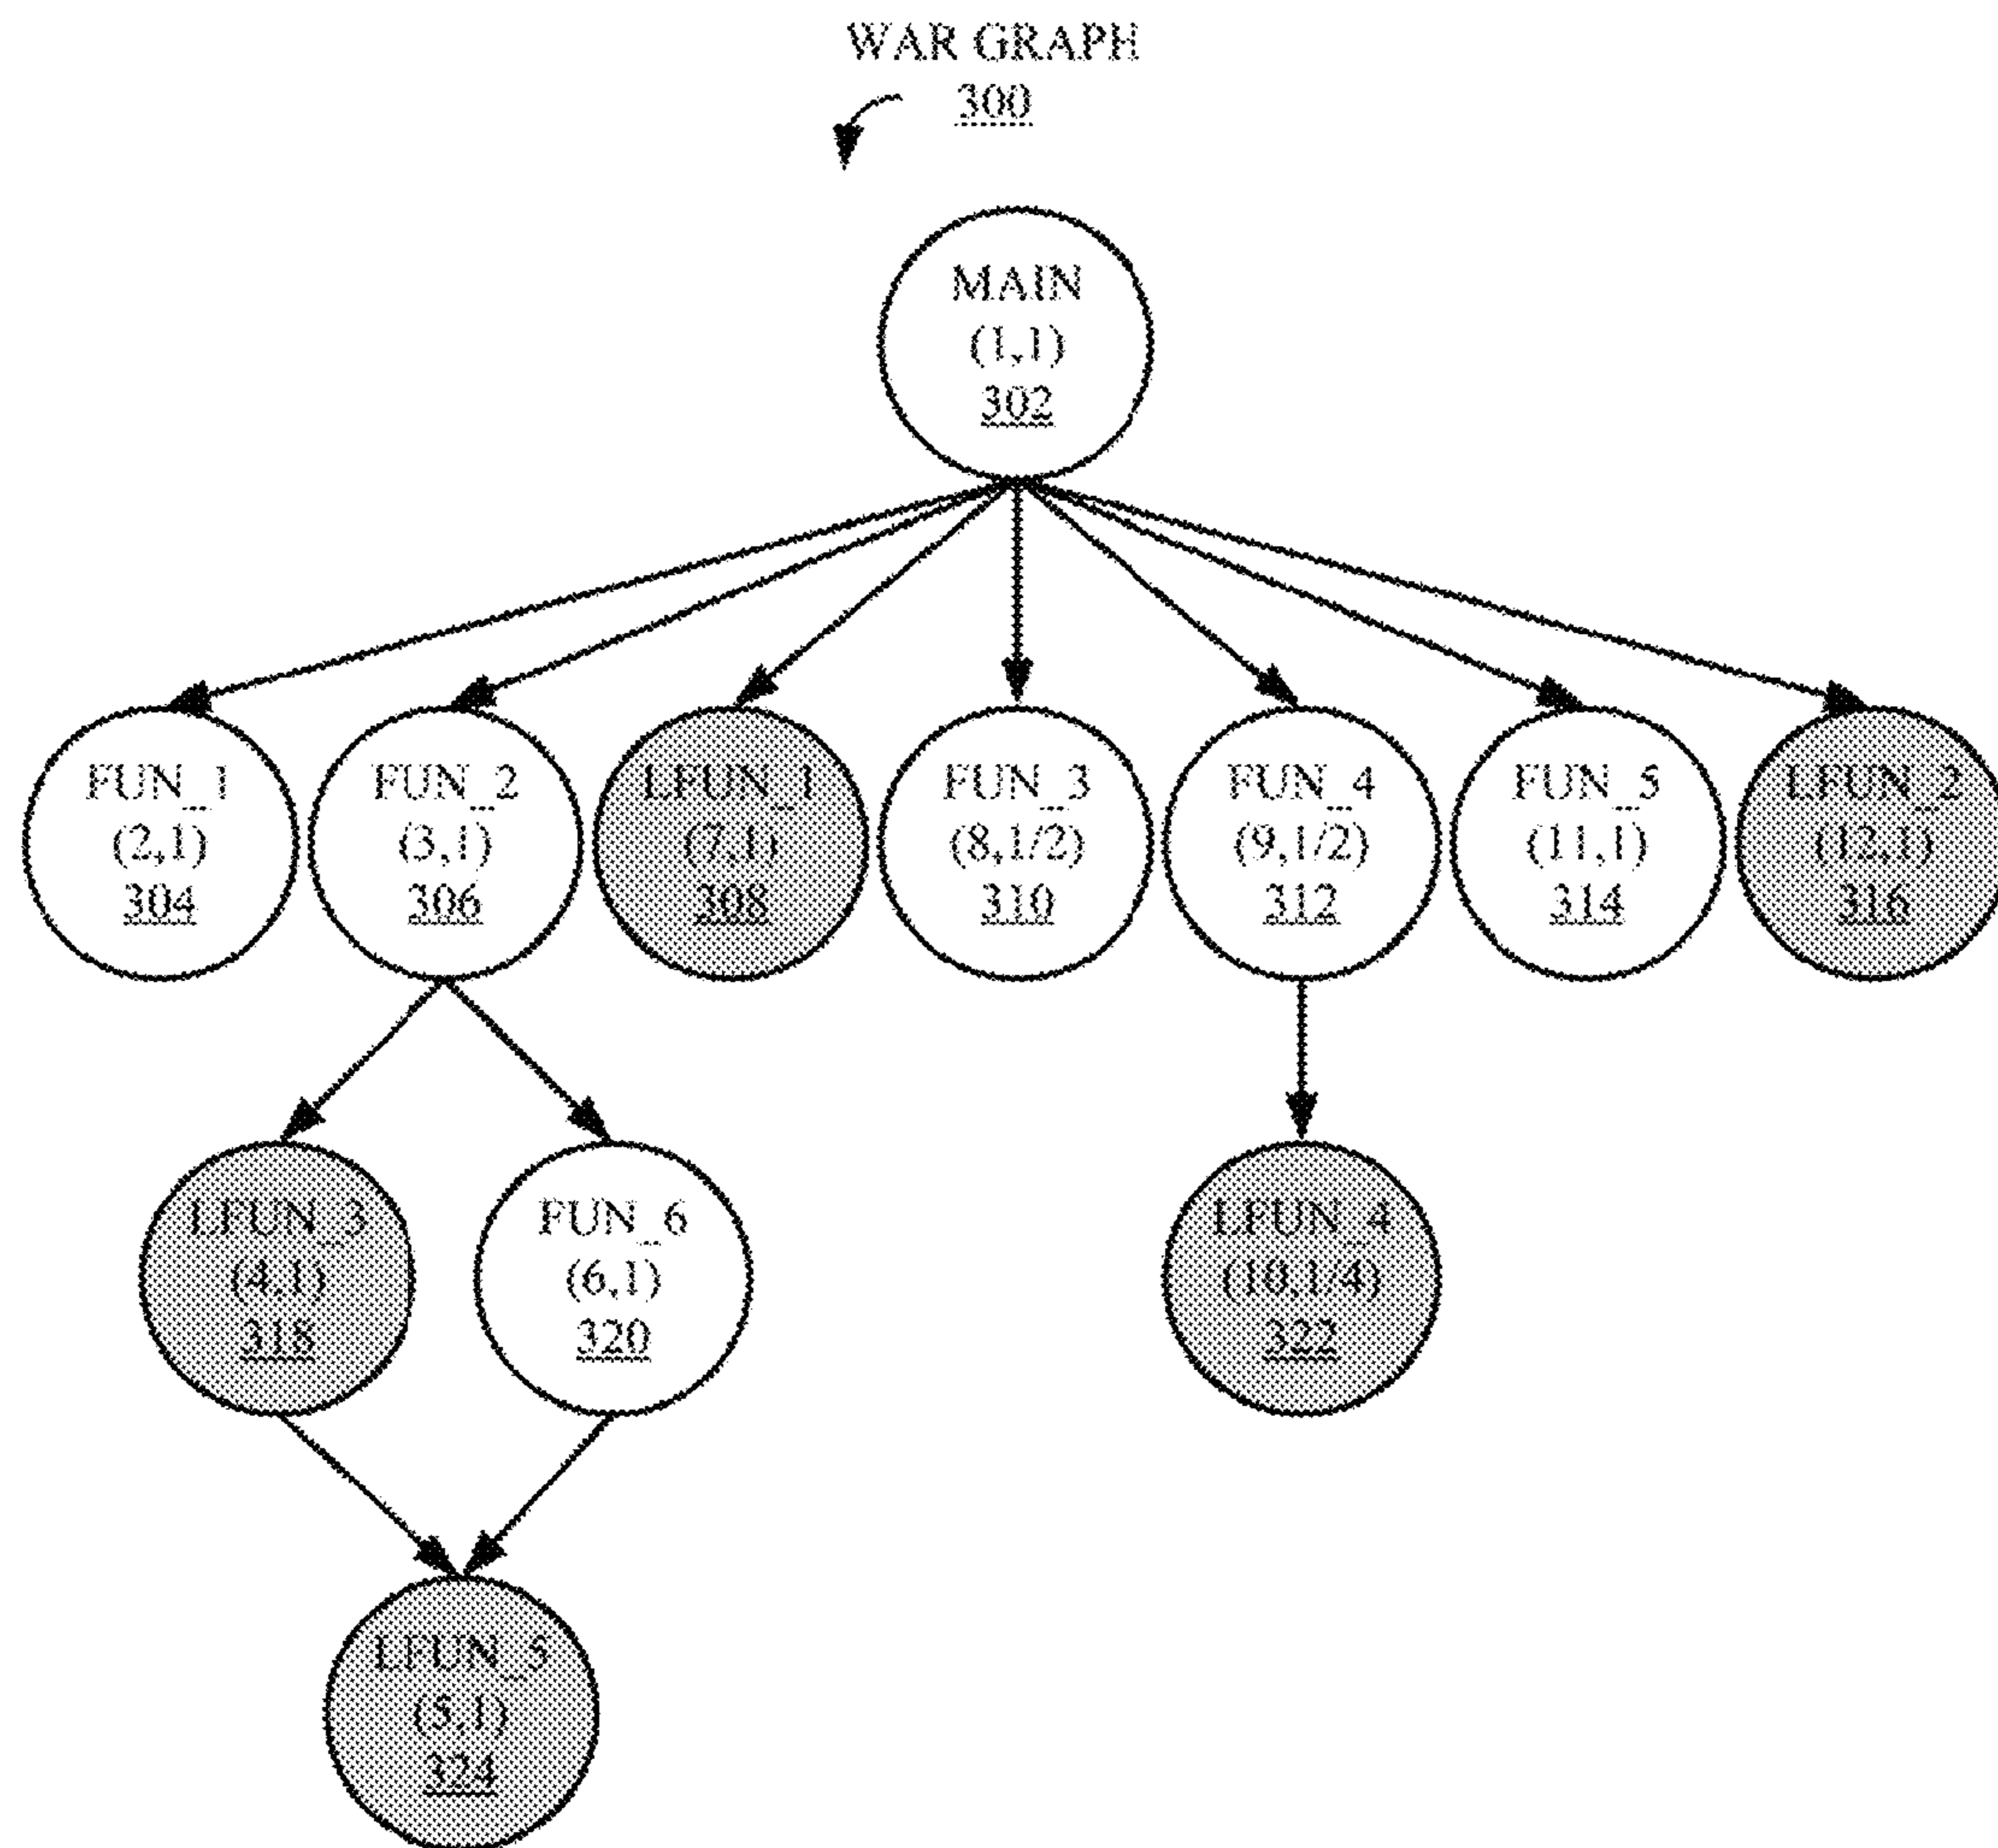 WAR GRAPH
300
MAIN
(1,1)
302
FUN_1
(2,1)
304
FUN_2
(3,1)
306
LFUN_1
(7,1)
308
FUN_3
(8,1/2)
310
FUN_4
(9,1/2)
312
FUN_5
(11,1)
314
LFUN_2
(12,1)
316
LFUN_3
(4,1)
318
FUN_6
(6,1)
320
LFUN_4
(10,1/4)
322
LFUN_5
(5,1)
324